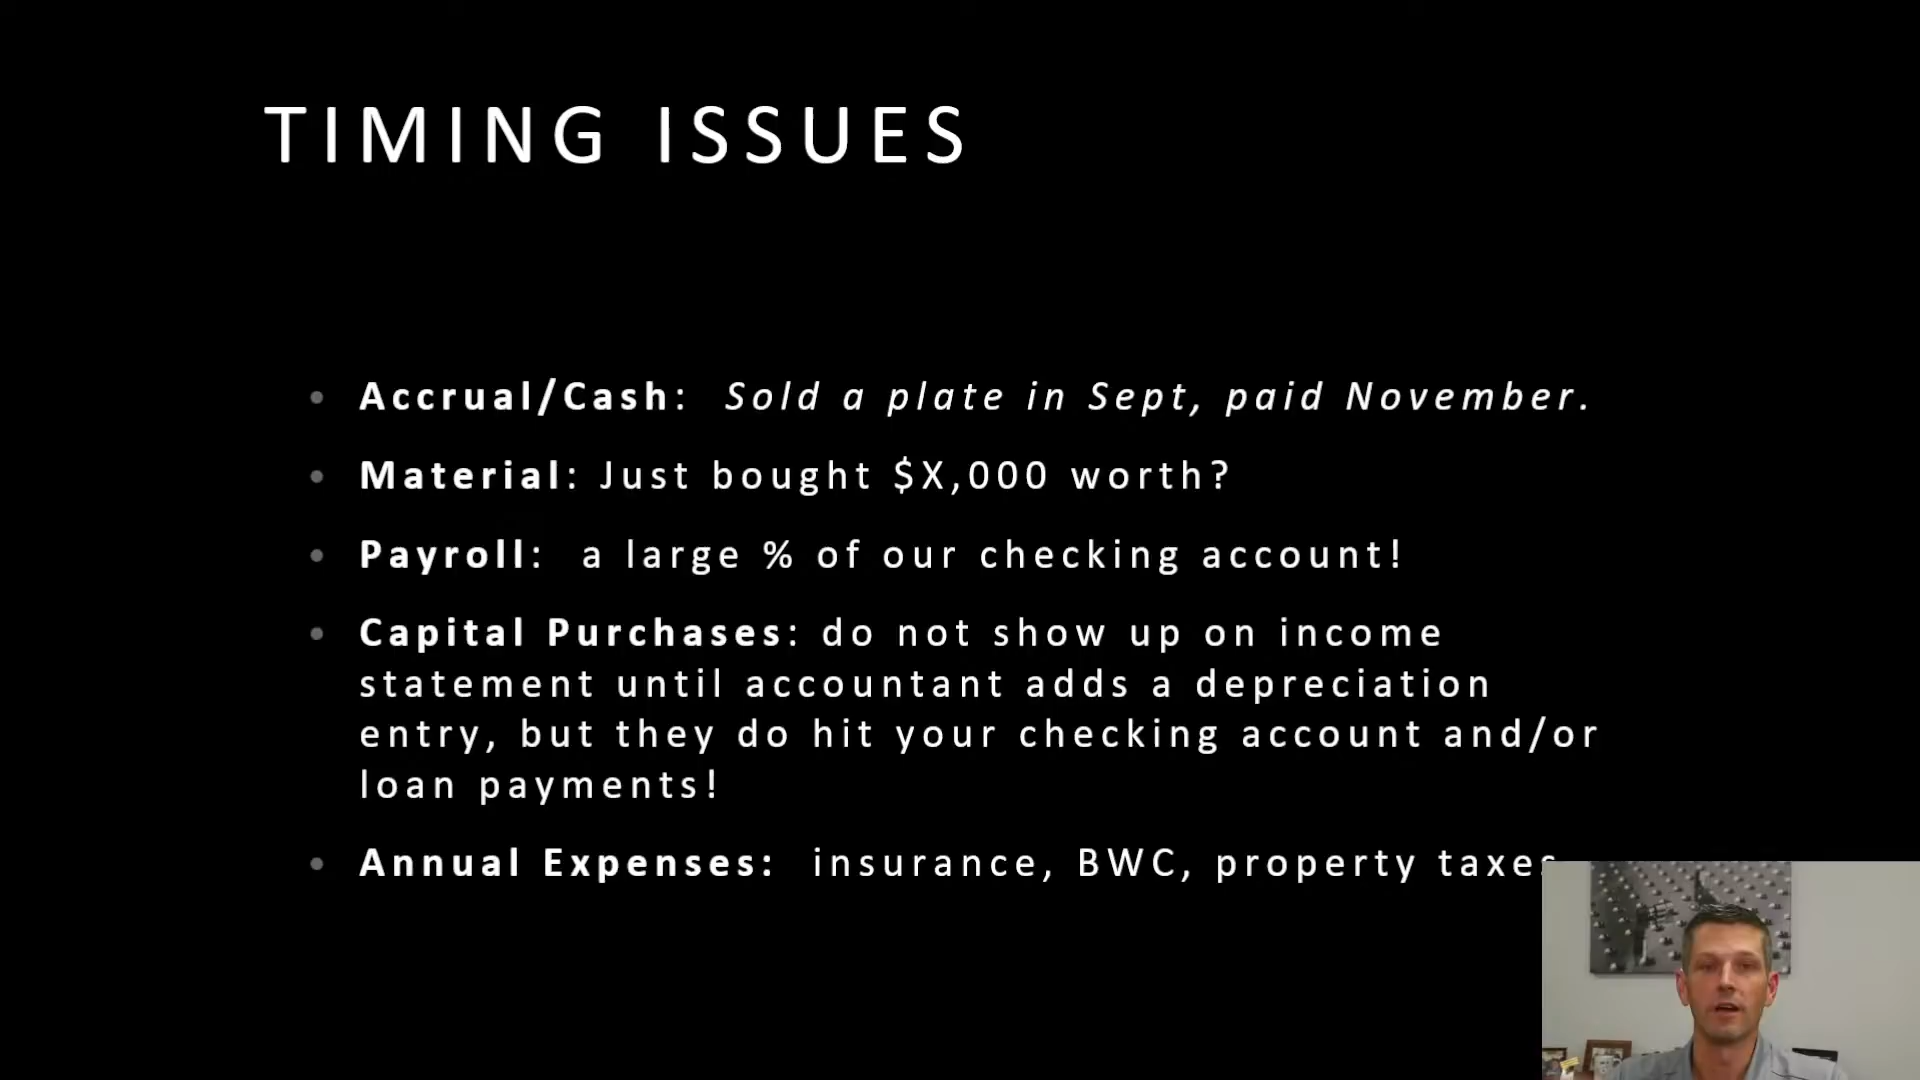 TIMING ISSUES
• Accrual/Cash: Sold a plate in Sept, paid November.
• Material: Just bought $X,000 worth?
• Payroll: a large % of our checking account!
• Capital Purchases: do not show up on income
statement until accountant adds a depreciation
entry, but they do hit your checking account and/or
loan payments!
• Annual Expenses: insurance, BWC, property taxes